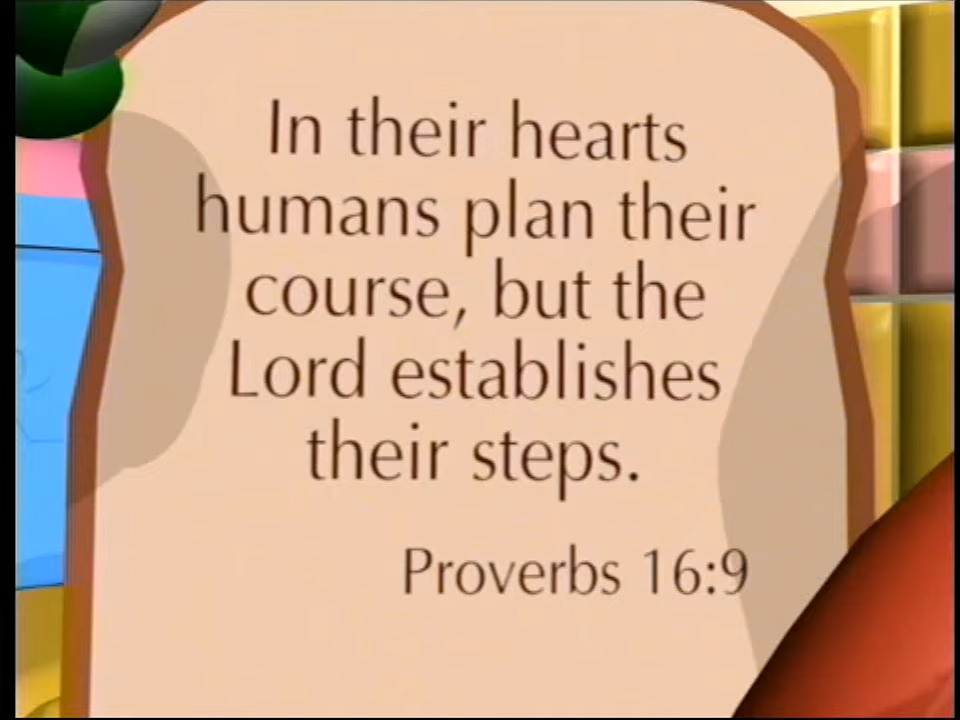 In their hearts
humans plan their
course, but the
Lord establishes
their steps.
Proverbs 16:9